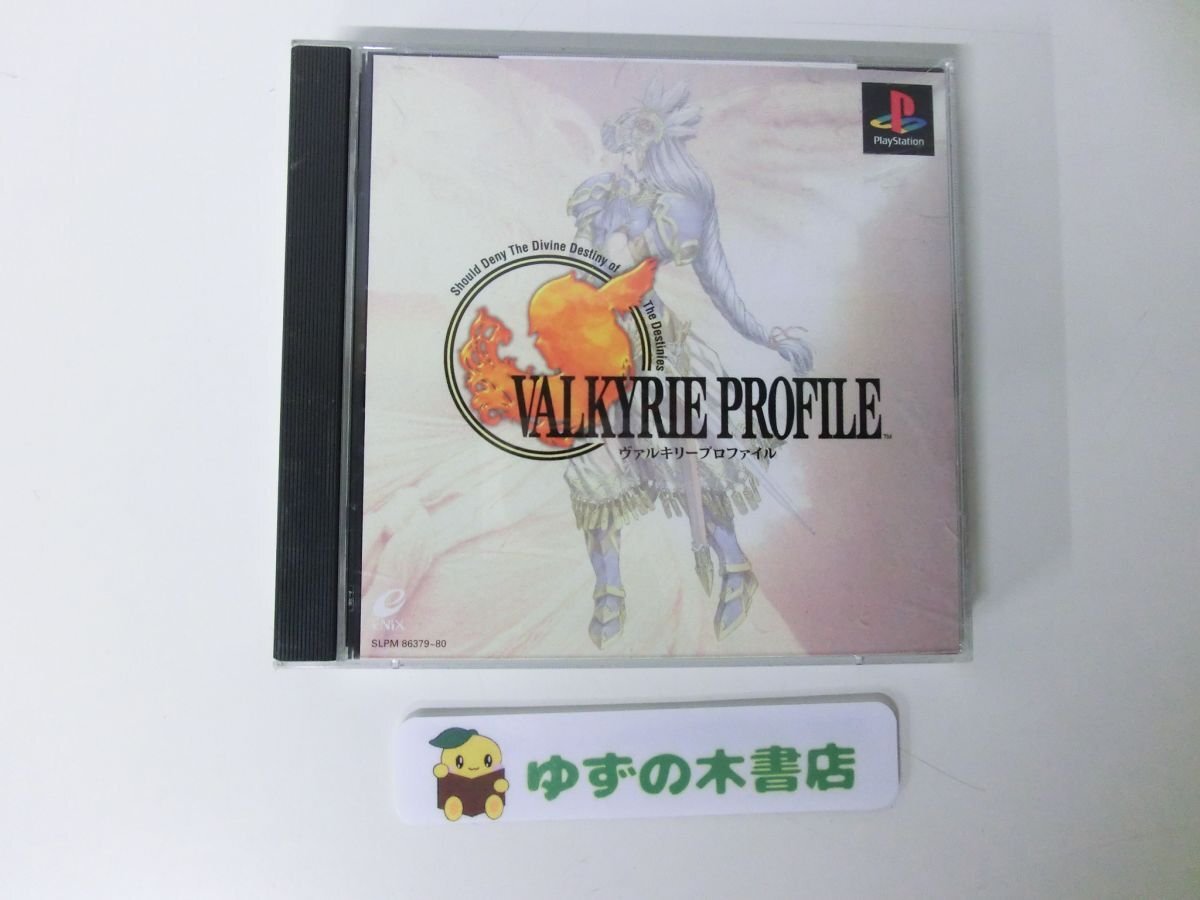 PlayStation
Should Deny The Divine Destiny of
The Destinies
VALKYRIE PROFILE™
ヴァルキリープロファイル
ENIX
SLPM 86379-80
ゆずの木書店